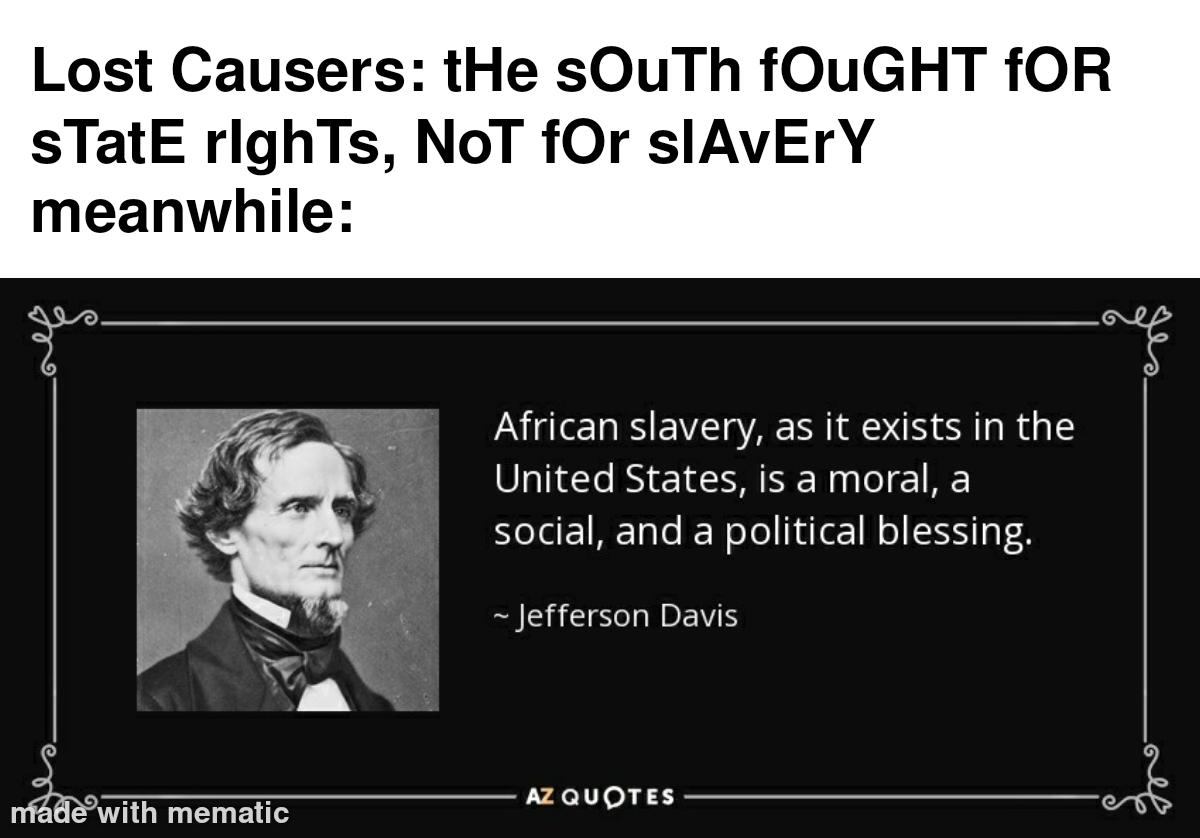 Lost Causers: tHe sOuTh fOuGHT fOR
sTatE rIghTs, NoT fOr slAvErY
meanwhile:
African slavery, as it exists in the
United States, is a moral, a
social, and a political blessing.
~ Jefferson Davis
AZ QUOTES
made with mematic